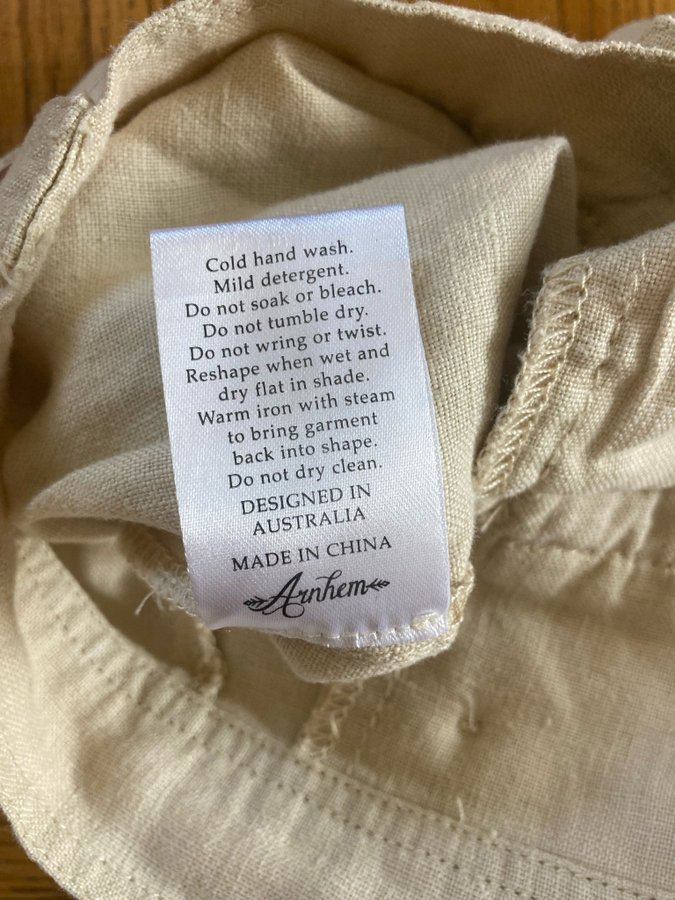 Cold hand wash.
Mild detergent.
Do not soak or bleach.
Do not tumble dry.
Do not wring or twist.
Reshape when wet and
dry flat in shade.
Warm iron with steam
to bring garment
back into shape.
Do not dry clean.
DESIGNED IN
AUSTRALIA
MADE IN CHINA
Arnhem